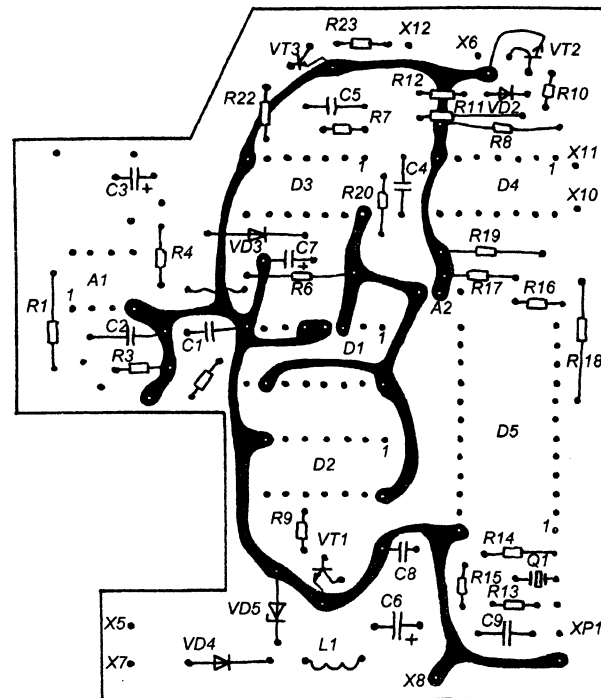 R23
X12
VT3
X6
VT2
R22
C5
R12
R10
R7
R11
VD2
R8
C3
1
C4
1
X11
D3
R20
D4
X10
R4
VD3
C7
R19
A1
R6
A2
R17
R16
R1
1
C2
C1
D1
1
R18
R3
D2
1
D5
R9
VT1
1
R14
C8
R15
Q1
R13
VD5
C6
C9
X5
XP1
VD4
L1
X7
X8